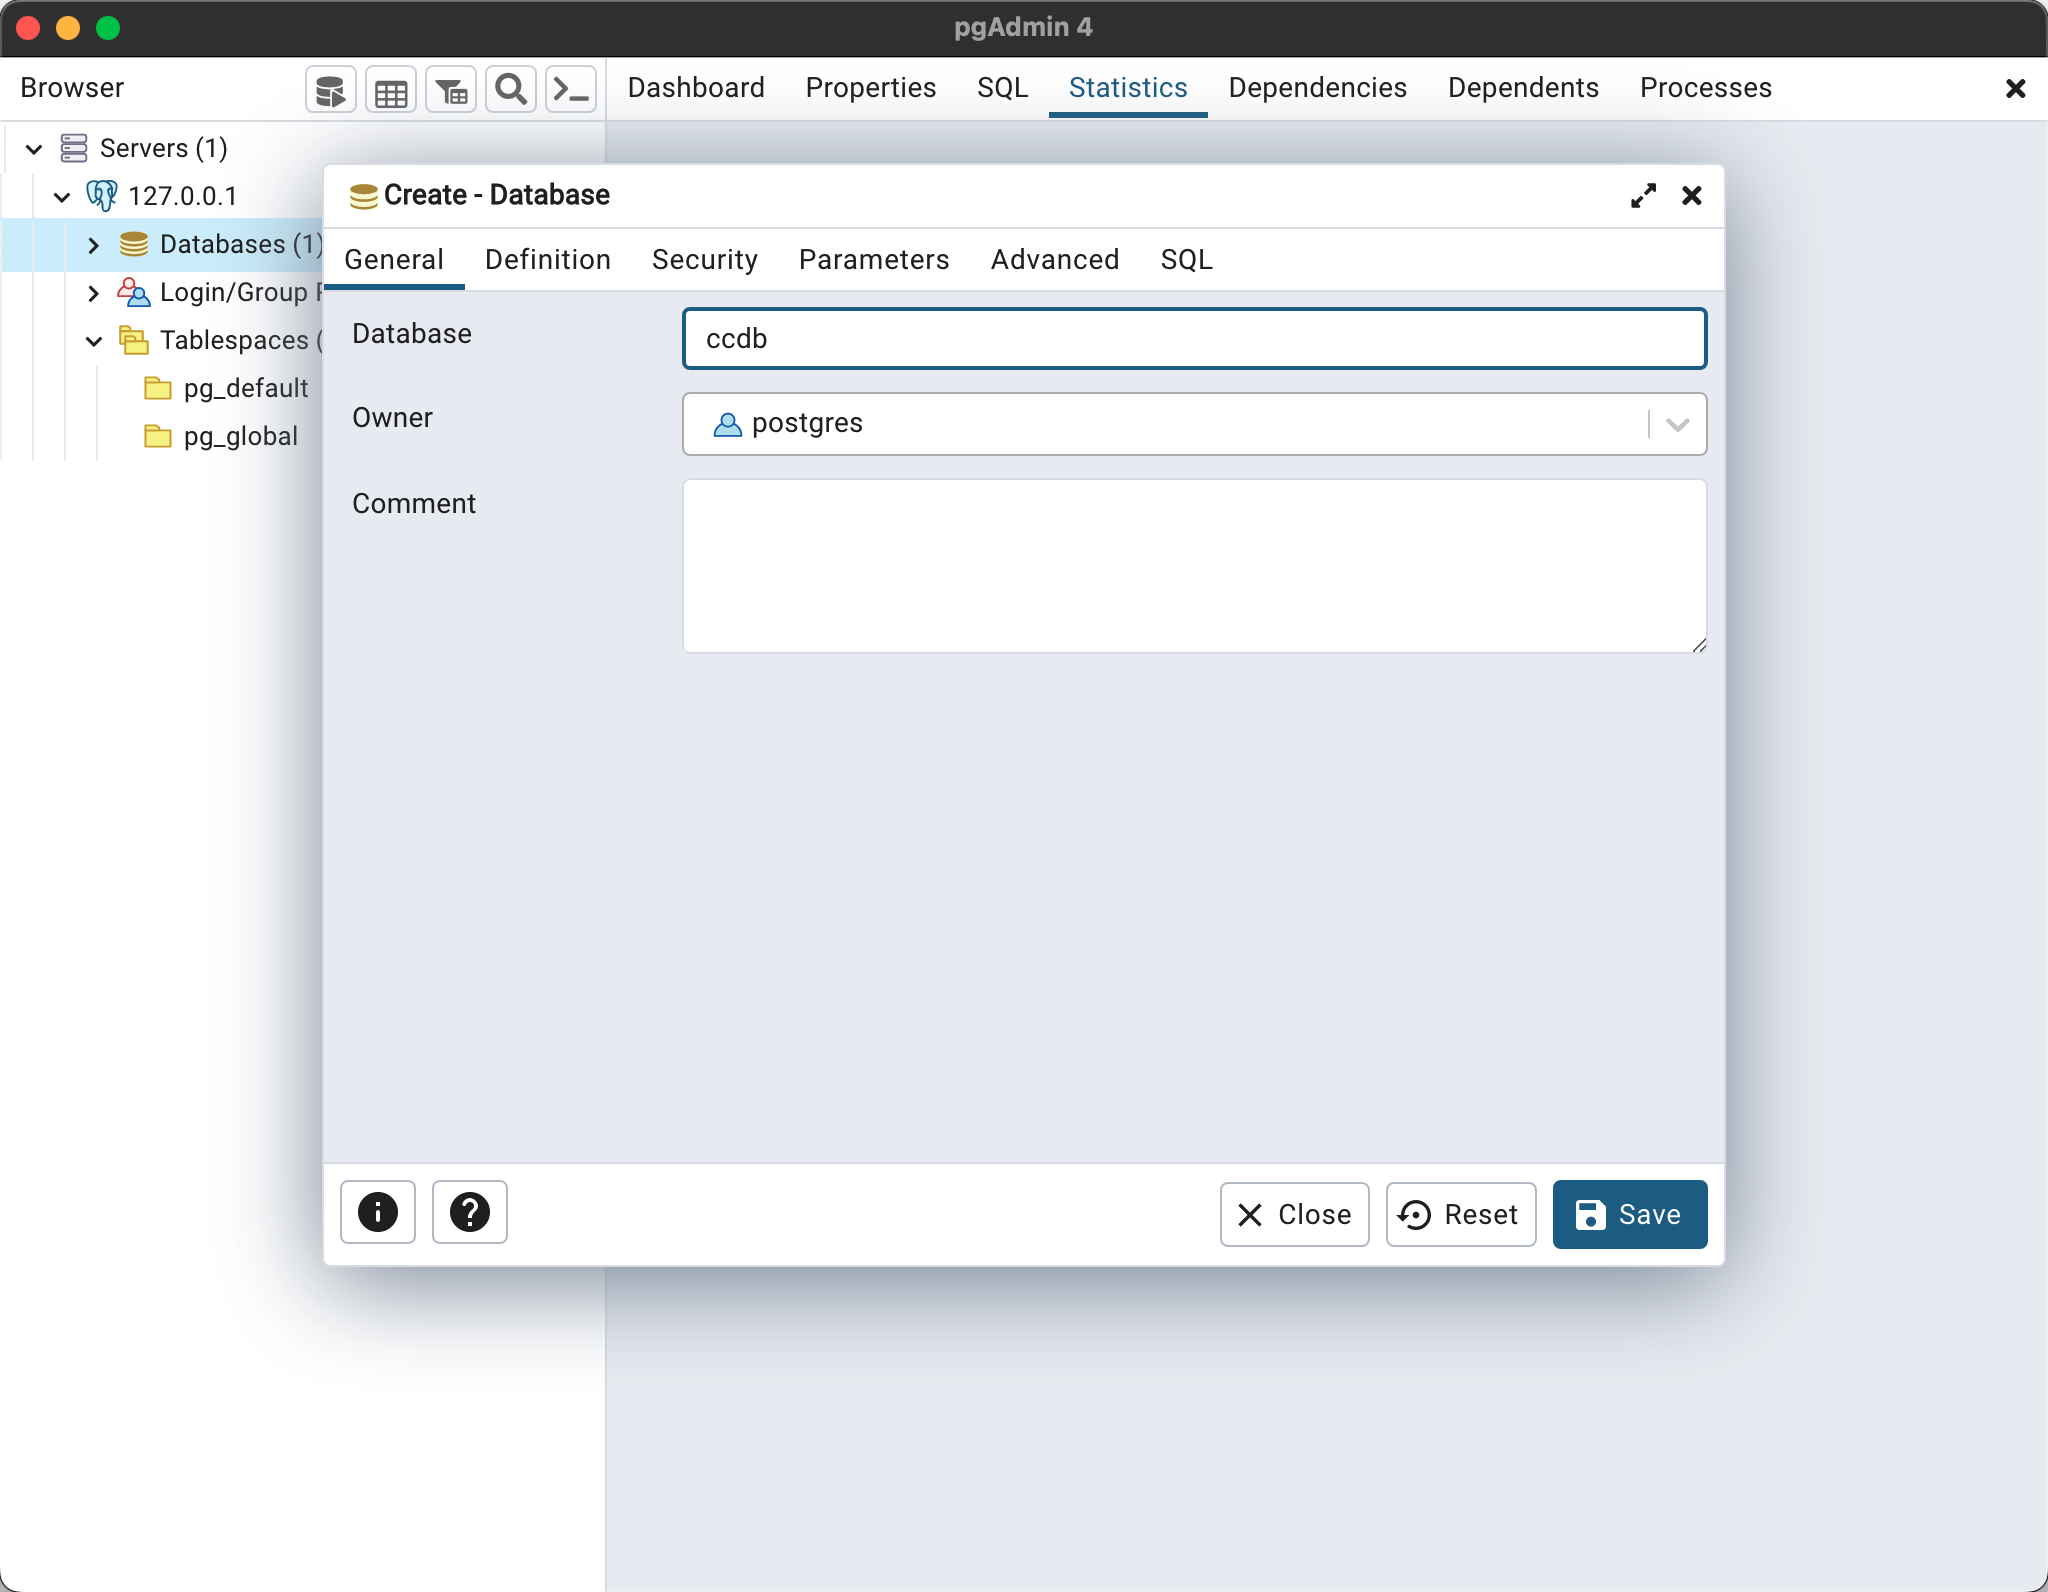 pgAdmin 4
Browser
Dashboard Properties SQL Statistics Dependencies Dependents Processes
Servers (1)
127.0.0.1
Databases (1)
Login/Group
Tablespaces (
pg_default
pg_global
Create - Database
General Definition Security Parameters Advanced SQL
Database
ccdb
Owner
postgres
Comment
Close
Reset
Save